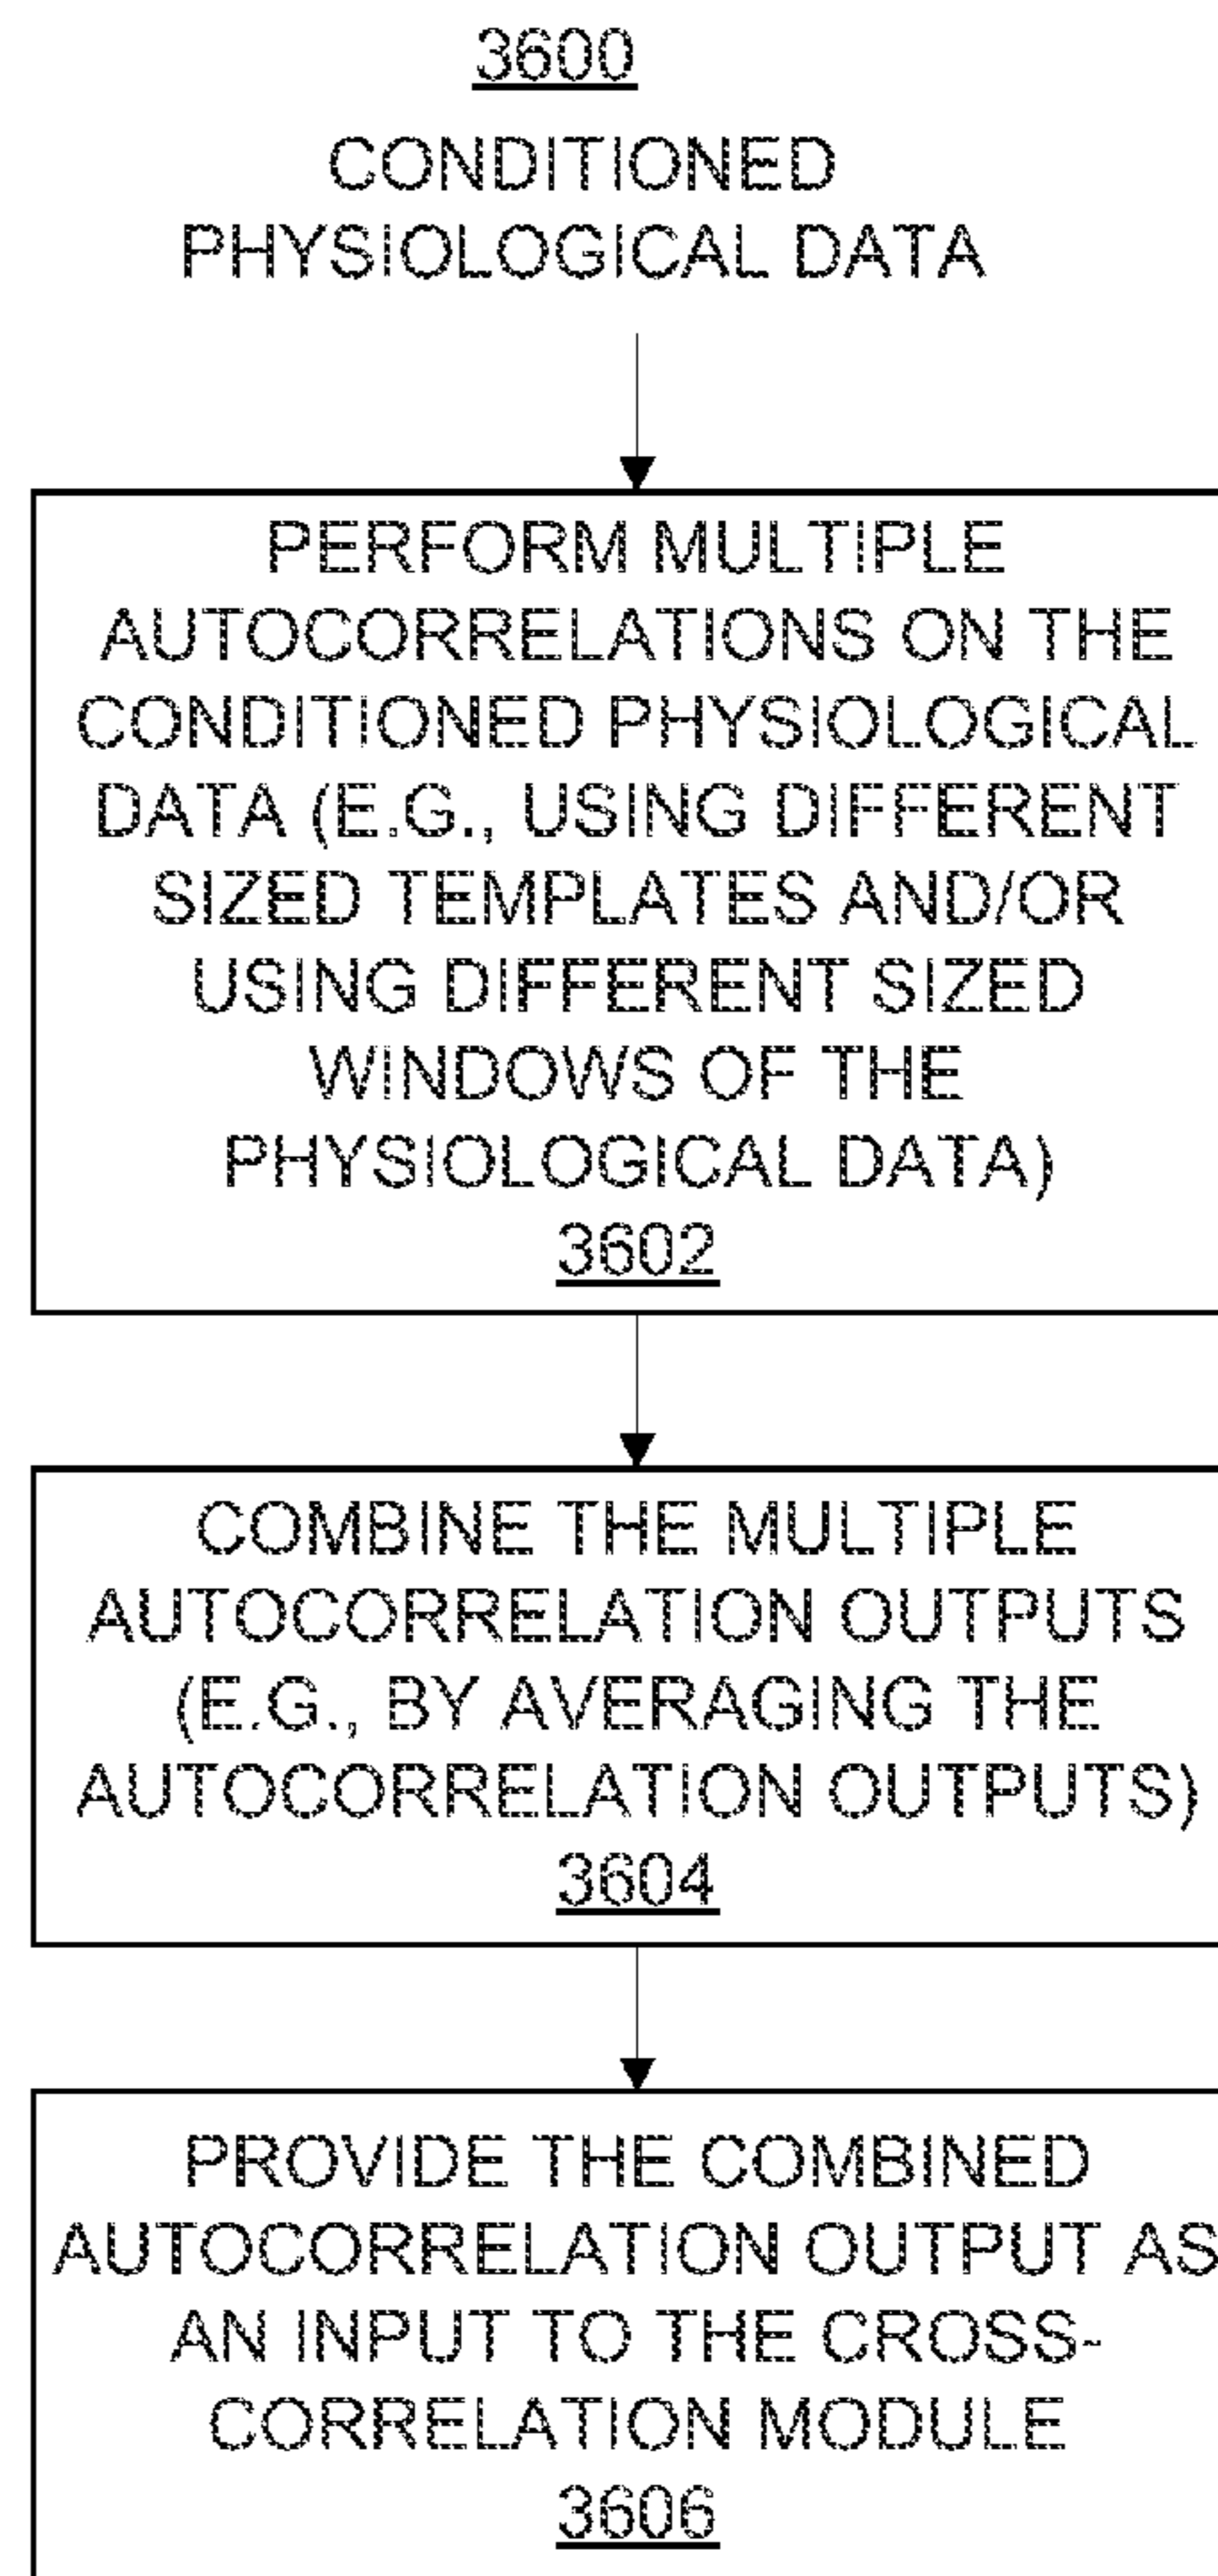 3600
CONDITIONED
PHYSIOLOGICAL DATA
PERFORM MULTIPLE
AUTOCORRELATIONS ON THE
CONDITIONED PHYSIOLOGICAL
DATA (E.G., USING DIFFERENT
SIZED TEMPLATES AND/OR
USING DIFFERENT SIZED
WINDOWS OF THE
PHYSIOLOGICAL DATA)
3602
COMBINE THE MULTIPLE
AUTOCORRELATION OUTPUTS
(E.G., BY AVERAGING THE
AUTOCORRELATION OUTPUTS)
3604
PROVIDE THE COMBINED
AUTOCORRELATION OUTPUT AS
AN INPUT TO THE CROSS-
CORRELATION MODULE
3606